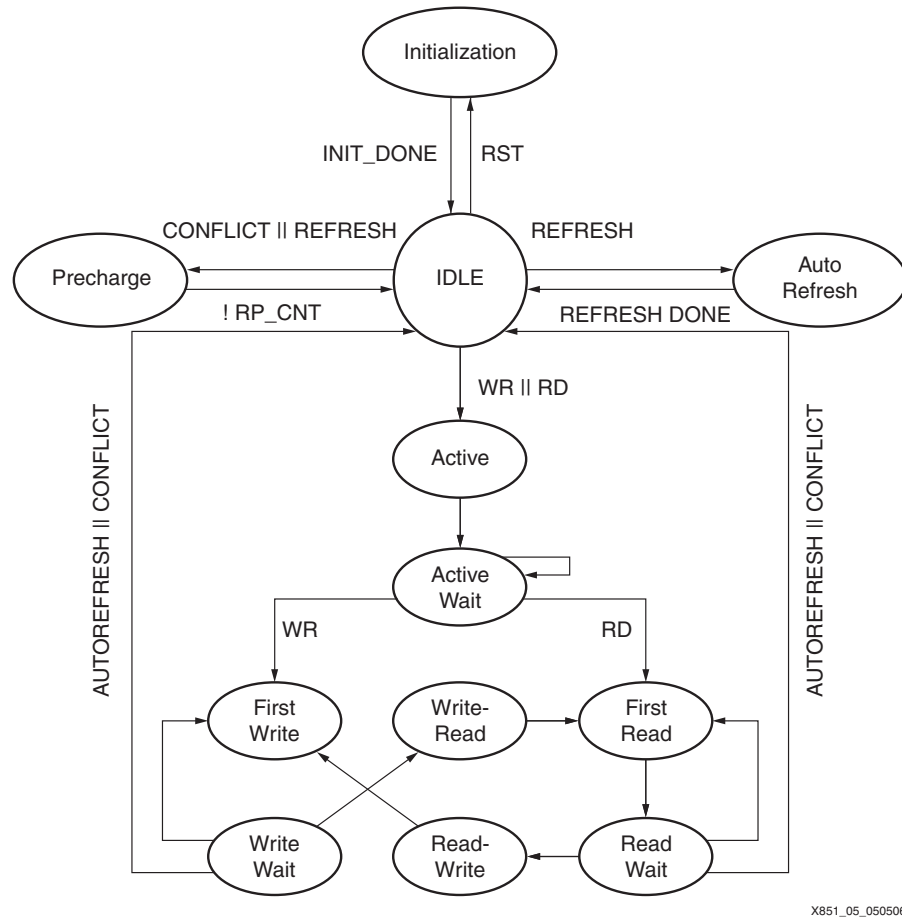 Initialization
INIT_DONE
RST
CONFLICT || REFRESH
REFRESH
Precharge
IDLE
Auto
Refresh
! RP_CNT
REFRESH DONE
WR || RD
AUTOREFRESH || CONFLICT
AUTOREFRESH || CONFLICT
Active
Active
Wait
WR
RD
First
Write
Write-
Read
First
Read
Write
Wait
Read-
Write
Read
Wait
X851_05_050506